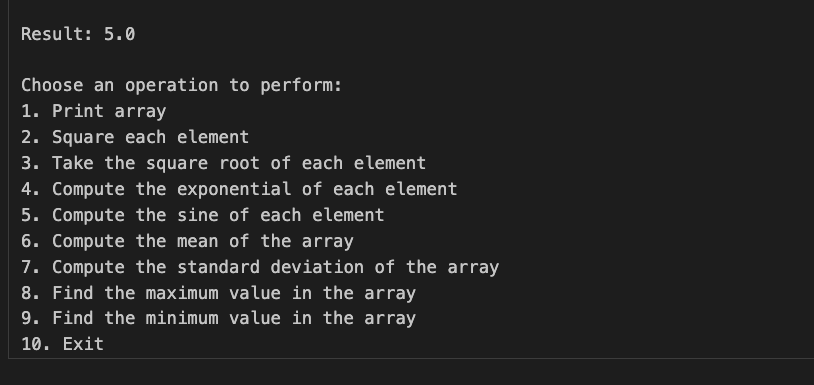 Result: 5.0
Choose an operation to perform:
1. Print array
2. Square each element
3. Take the square root of each element
4. Compute the exponential of each element
5. Compute the sine of each element
6. Compute the mean of the array
7. Compute the standard deviation of the array
8. Find the maximum value in the array
9. Find the minimum value in the array
10. Exit